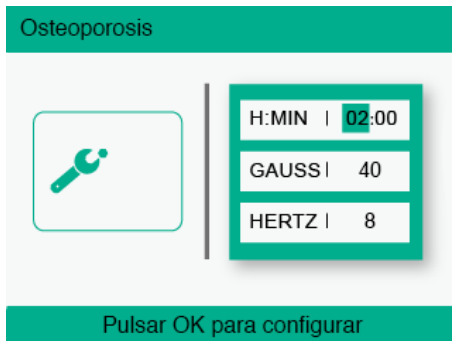 Osteoporosis
H:MIN | 02:00
GAUSS | 40
HERTZ | 8
Pulsar OK para configurar